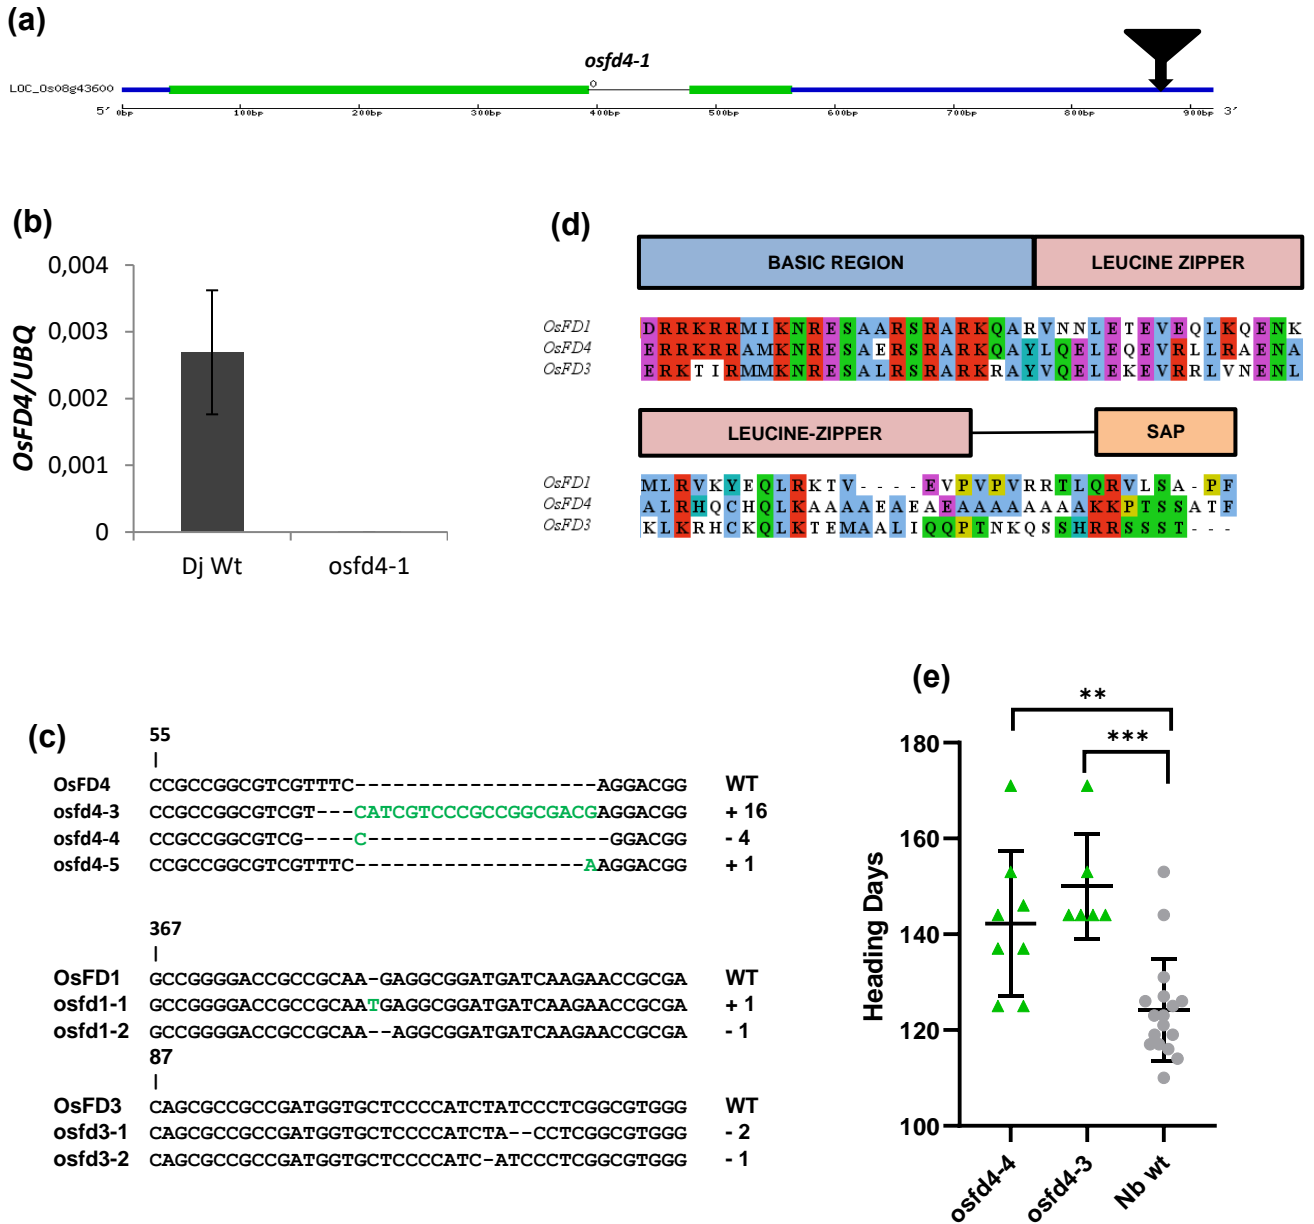 (a)
osfd4-1
LOC_Os08g43600
5' 0bp 100bp 200bp 300bp 400bp 500bp 600bp 700bp 800bp 900bp 3'
(b)
OsFD4/UBQ
0,004
0,003
0,002
0,001
0
Dj Wt osfd4-1
(d)
BASIC REGION LEUCINE ZIPPER
OsFD1 DRRKRRMIKNRESAARSRARKQARVNNLETEVEQLKQENK
OsFD4 ERRKRRAMKNRESAERSRARKQAYLQELEQEVRLLRAENA
OsFD3 ERKTIRMMKNRESALRSRARKRAYVQELEKEVRRLVNENL
LEUCINE-ZIPPER SAP
OsFD1 MLRVKYEQLRKTV----EVPVPVRRTLQRVLSA-PF
OsFD4 ALRHQCHQLKAAAAEAEAEAAAAAAAAKKPTSSATF
OsFD3 KLKRHCKQLKTEMAALIQQPTNKQSSHRRSSST---
(c)
55
OsFD4 CCGCCGGCGTCGTTTC------------------AGGACGG WT
osfd4-3 CCGCCGGCGTCGT---CATCGTCCCGCCGGCGACGAGGACGG + 16
osfd4-4 CCGCCGGCGTCG----C-------------------GGACGG - 4
osfd4-5 CCGCCGGCGTCGTTTC------------------AAGGACGG + 1
367
OsFD1 GCCGGGGACCGCCGCAA-GAGGCGGATGATCAAGAACCGCGA WT
osfd1-1 GCCGGGGACCGCCGCAATGAGGCGGATGATCAAGAACCGCGA + 1
osfd1-2 GCCGGGGACCGCCGCAA--AGGCGGATGATCAAGAACCGCGA - 1
87
OsFD3 CAGCGCCGCCGATGGTGCTCCCCATCTATCCCTCGGCGTGGG WT
osfd3-1 CAGCGCCGCCGATGGTGCTCCCCATCTA--CCTCGGCGTGGG - 2
osfd3-2 CAGCGCCGCCGATGGTGCTCCCCATC-ATCCCTCGGCGTGGG - 1
(e)
**
***
Heading Days
180
160
140
120
100
osfd4-4 osfd4-3 Nb wt